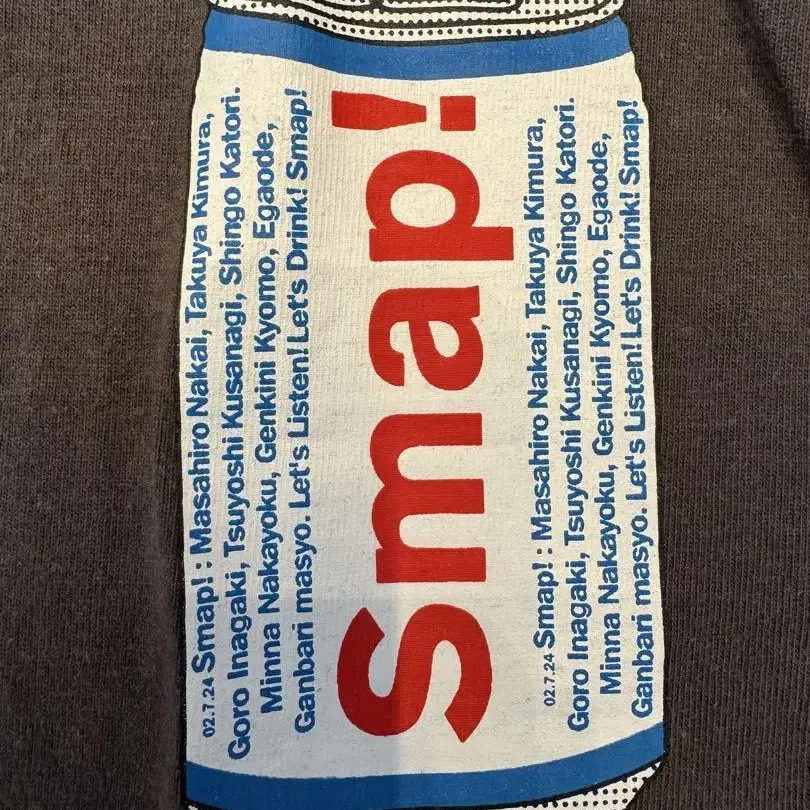 02.7.24 Smap! : Masahiro Nakai, Takuya Kimura,
Goro Inagaki, Tsuyoshi Kusanagi, Shingo Katori.
Minna Nakayoku, Genkini Kyomo, Egaode,
Ganbari masyo. Let's Listen! Let's Drink! Smap!
Smap!
02.7.24 Smap! : Masahiro Nakai, Takuya Kimura,
Goro Inagaki, Tsuyoshi Kusanagi, Shingo Katori.
Minna Nakayoku, Genkini Kyomo, Egaode,
Ganbari masyo. Let's Listen! Let's Drink! Smap!